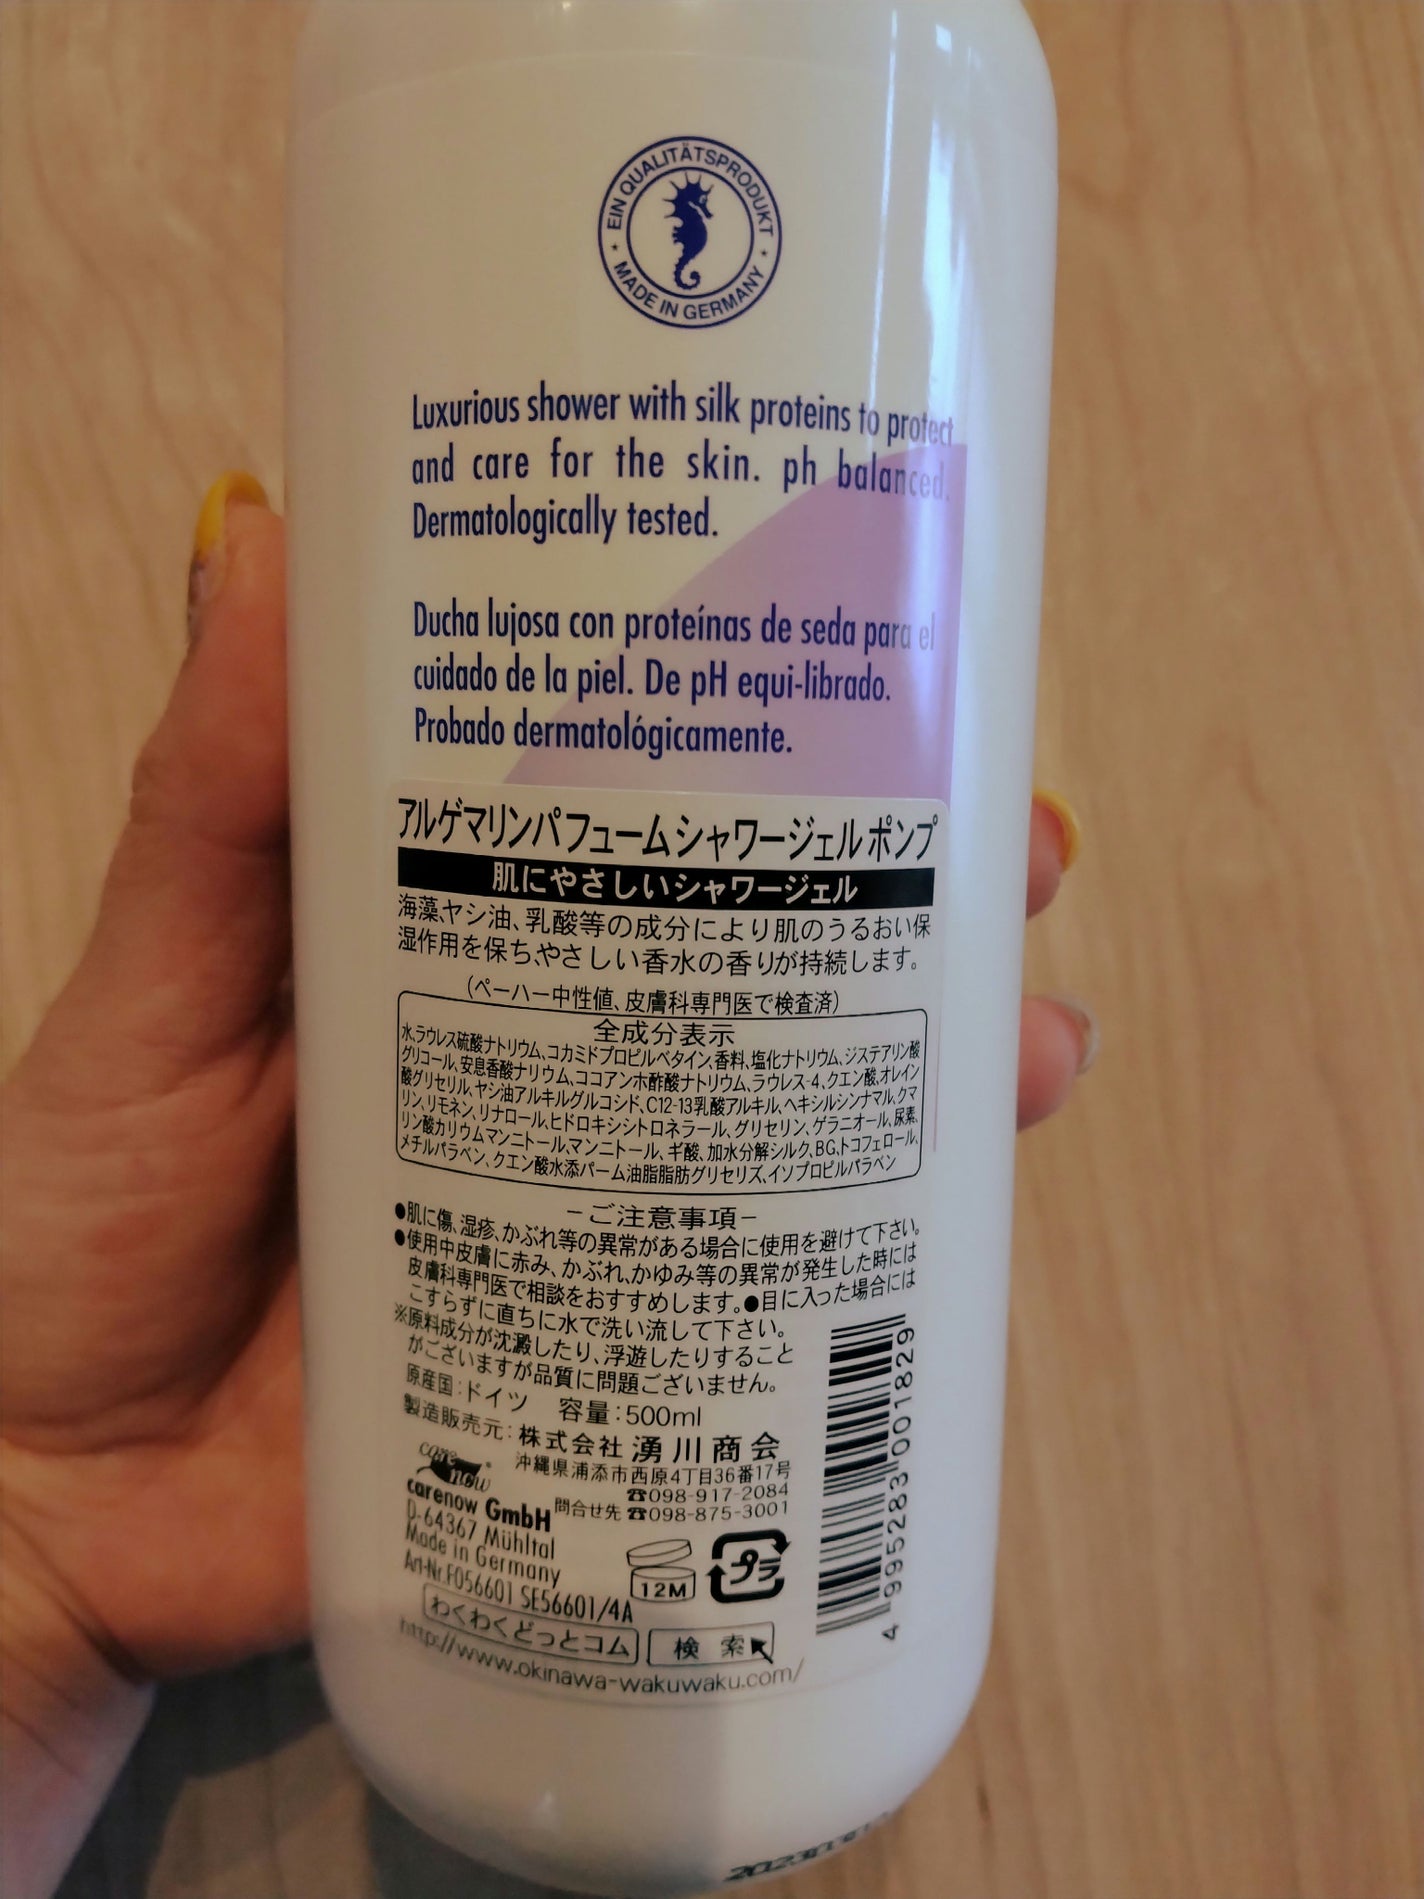 EIN QUALITÄTSPRODUKT
★ MADE IN GERMANY ★
Luxurious shower with silk proteins to protect
and care for the skin. ph balanced.
Dermatologically tested.
Ducha lujosa con proteínas de seda para el
cuidado de la piel. De pH equi-librado.
Probado dermatológicamente.
アルゲマリンパフュームシャワージェルポンプ
肌にやさしいシャワージェル
海藻、ヤシ油、乳酸等の成分により肌のうるおい保
湿作用を保ち、やさしい香水の香りが持続します。
(ペーハー中性値、皮膚科専門医で検査済)
全成分表示
水、ラウレス硫酸ナトリウム、コカミドプロピルベタイン、香料、塩化ナトリウム、ジステアリン酸
グリコール、安息香酸ナリウム、ココアンホ酢酸ナトリウム、ラウレス-4、クエン酸、オレイン
酸グリセリル、ヤシ油アルキルグルコシド、C12-13乳酸アルキル、ヘキシルシンナマル、クマ
リン、リモネン、リナロール、ヒドロキシシトロネラール、グリセリン、ゲラニオール、尿素、
リン酸カリウムマンニトール、マンニトール、ギ酸、加水分解シルク、BG、トコフェロール、
メチルパラベン、クエン酸水添パーム油脂脂肪グリセリズ、イソプロピルパラベン
－ご注意事項－
●肌に傷、湿疹、かぶれ等の異常がある場合に使用を避けて下さい。
●使用中皮膚に赤み、かぶれ、かゆみ等の異常が発生した時には
皮膚科専門医で相談をおすすめします。●目に入った場合には
こすらずに直ちに水で洗い流して下さい。
※原料成分が沈澱したり、浮遊したりすること
がございますが品質に問題ございません。
原産国：ドイツ 容量：500ml
製造販売元：株式会社 湧川商会
沖縄県浦添市西原4丁目36番17号
☎098-917-2084
問合せ先 ☎098-875-3001
care now
carenow GmbH
D-64367 Mühltal
Made in Germany
Art-Nr.F056601 SE56601/4A
12M
プラ
わくわくどっとコム 検索
http://www.okinawa-wakuwaku.com/
4995283001829